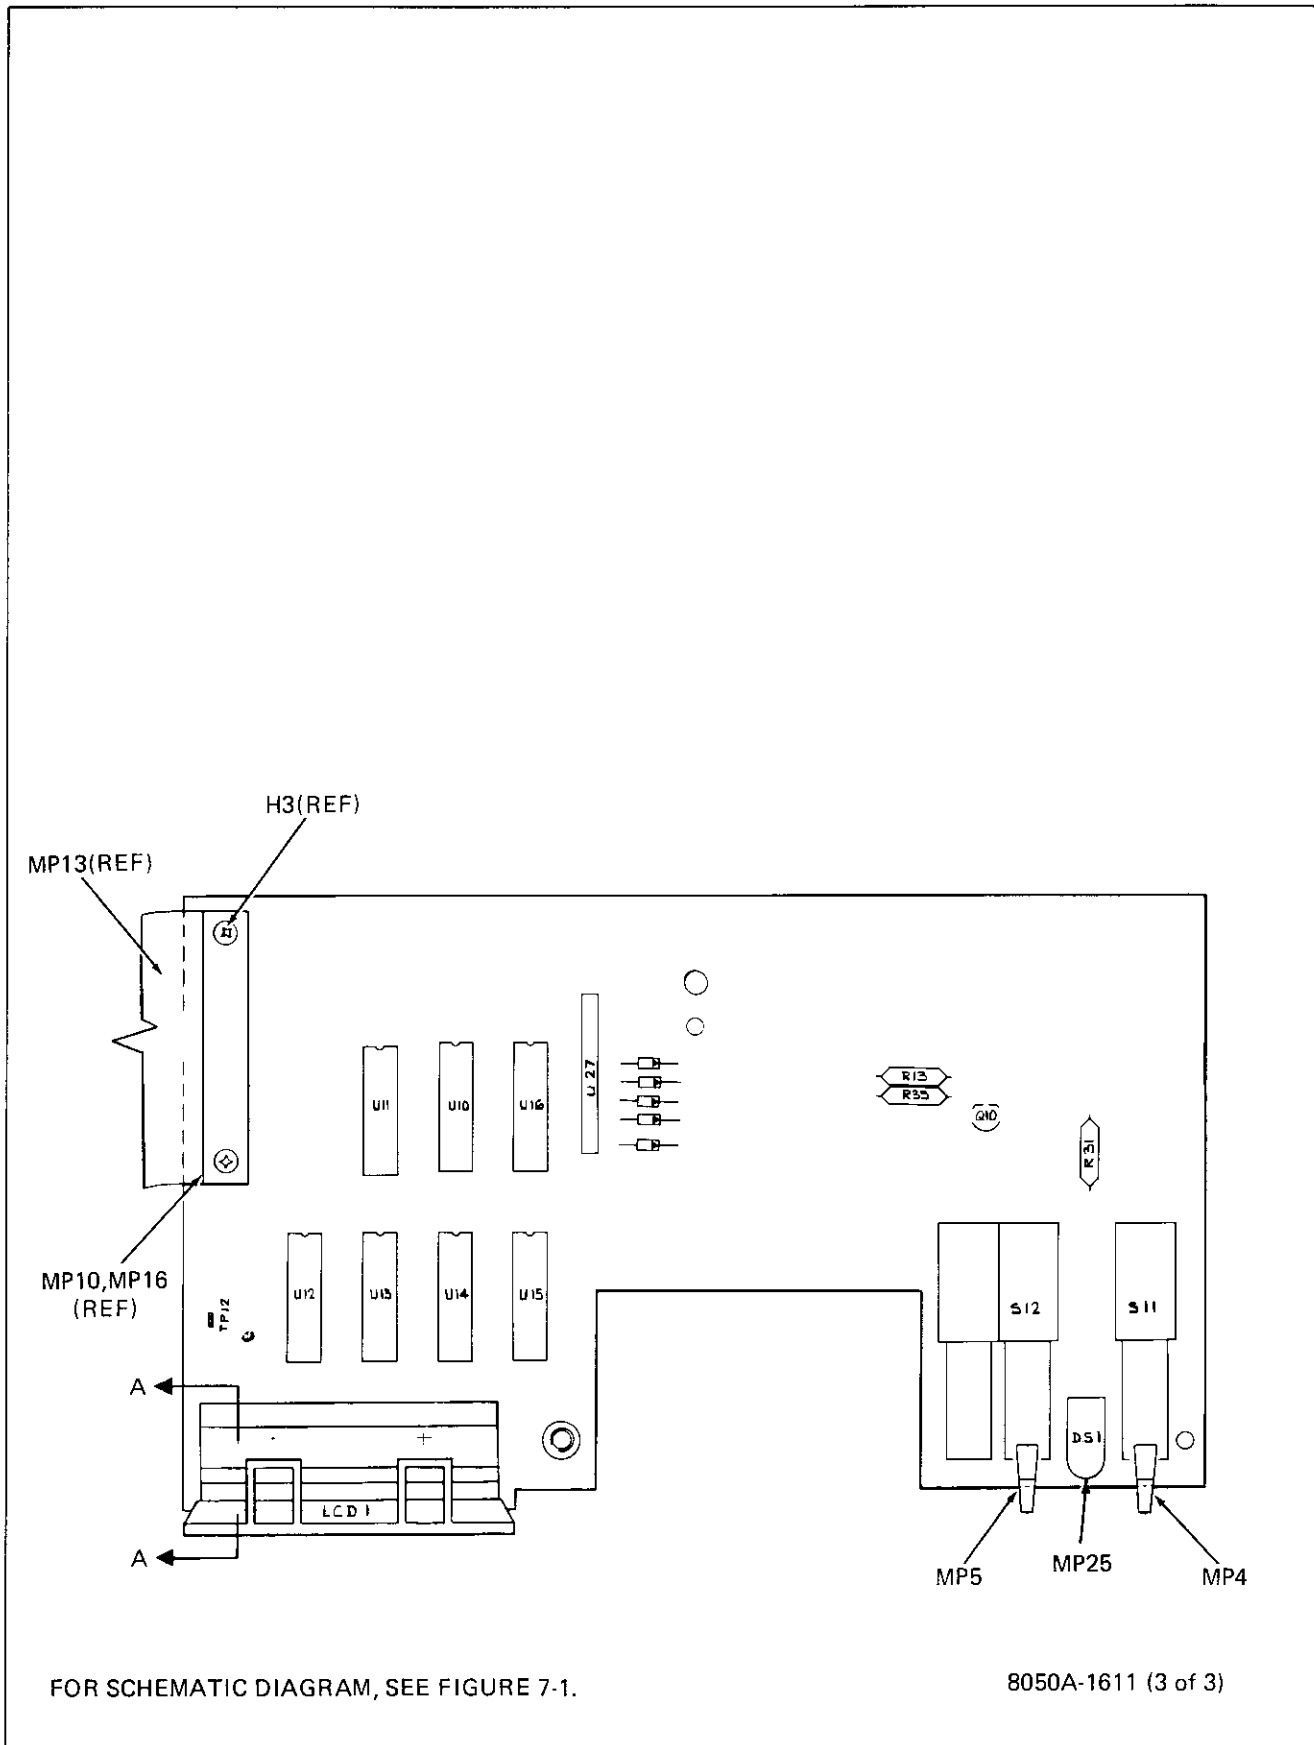 H3(REF)
MP13(REF)
U27
U11
U10
U16
R13
R35
Q10
R31
MP10,MP16
(REF)
TP12
U12
U13
U14
U15
S12
S11
A
- +
DS1
LCD1
A
MP5
MP25
MP4
FOR SCHEMATIC DIAGRAM, SEE FIGURE 7-1.
8050A-1611 (3 of 3)